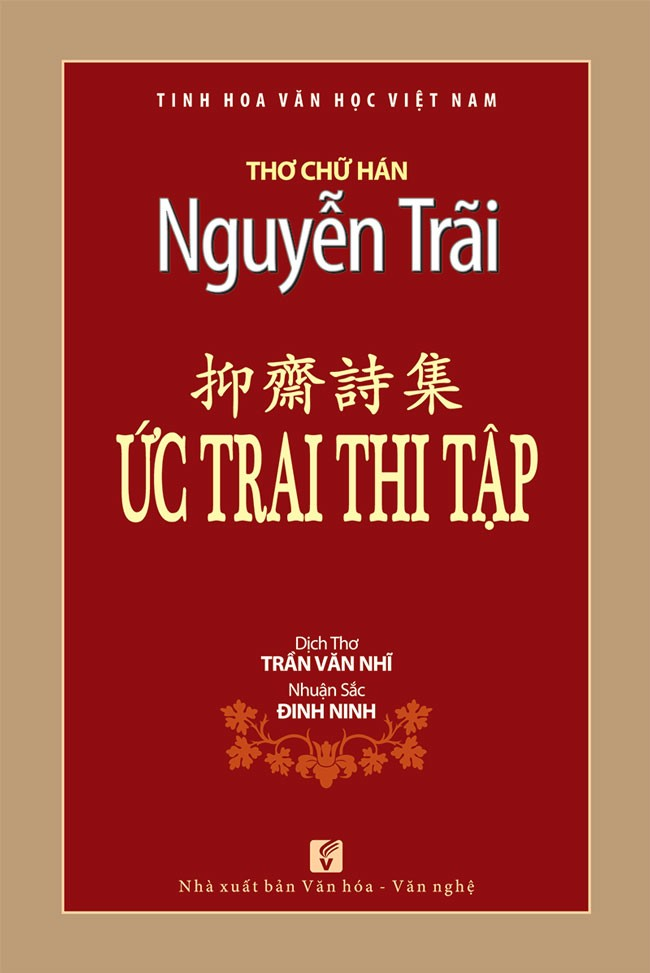 TINH HOA VĂN HỌC VIỆT NAM
THƠ CHỮ HÁN
Nguyễn Trãi
抑齋詩集
ỨC TRAI THI TẬP
Dịch Thơ
TRẦN VĂN NHĨ
Nhuận Sắc
ĐINH NINH
V
Nhà xuất bản Văn hóa - Văn nghệ